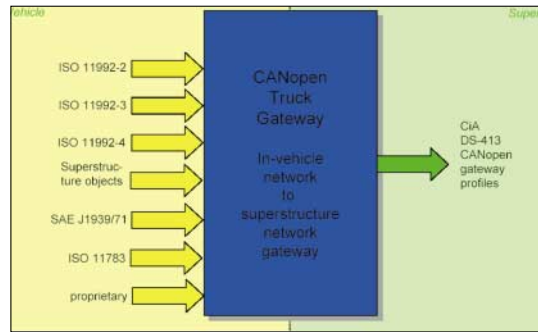 ehicle
Super
ISO 11992-2
ISO 11992-3
ISO 11992-4
Superstruc-
ture objects
SAE J1939/71
ISO 11783
proprietary
CANopen
Truck
Gateway
In-vehicle
network
to
superstructure
network
gateway
CiA
DS-413
CANopen
gateway
profiles